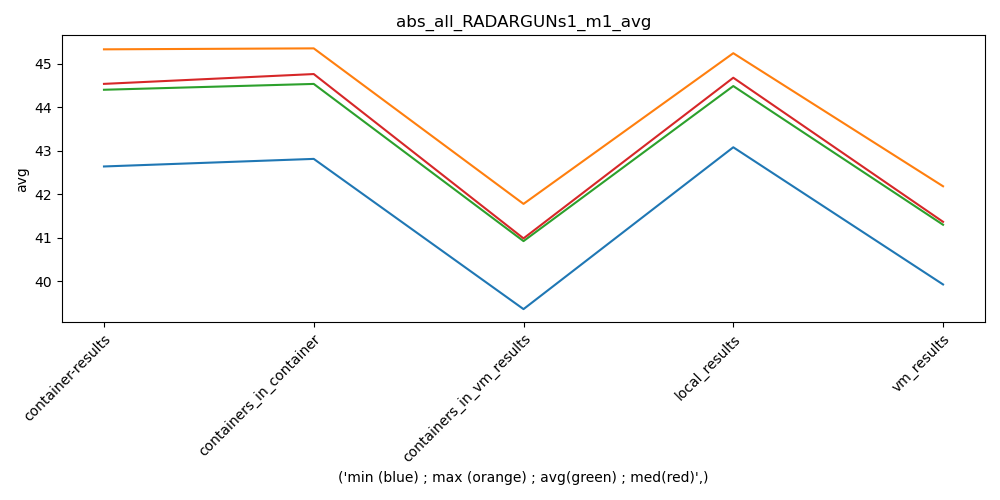 abs_all_RADARGUNs1_m1_avg
45
44
43
42
41
40
avg
container-results
containers_in_container
containers_in_vm_results
local_results
vm_results
('min (blue) ; max (orange) ; avg(green) ; med(red)',)